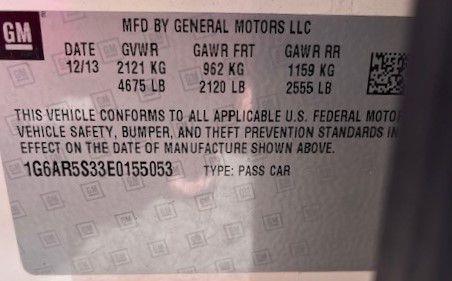 GM
MFD BY GENERAL MOTORS LLC
DATE GVWR GAWR FRT GAWR RR
12/13 2121 KG 962 KG 1159 KG
4675 LB 2120 LB 2555 LB
THIS VEHICLE CONFORMS TO ALL APPLICABLE U.S. FEDERAL MOTOR
VEHICLE SAFETY, BUMPER, AND THEFT PREVENTION STANDARDS IN
EFFECT ON THE DATE OF MANUFACTURE SHOWN ABOVE.
1G6AR5S33E0155053 TYPE: PASS CAR